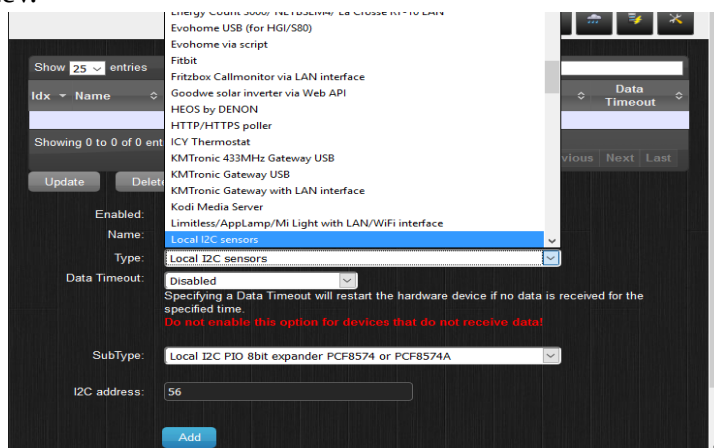 Evohome USB (for HGI/S80)
Evohome via script
Fitbit
Show 25 entries
Fritzbox Callmonitor via LAN interface
Goodwe solar inverter via Web API
Idx Name
HEOS by DENON
Data Timeout
HTTP/HTTPS poller
Showing 0 to 0 of 0 ent
ICY Thermostat
KMTronic 433MHz Gateway USB
vious Next Last
KMTronic Gateway USB
Update Delet
KMTronic Gateway with LAN interface
Kodi Media Server
Enabled:
Limitless/AppLamp/Mi Light with LAN/WiFi interface
Name:
Local I2C sensors
Type: Local I2C sensors
Data Timeout: Disabled
Specifying a Data Timeout will restart the hardware device if no data is received for the
specified time.
Do not enable this option for devices that do not receive data!
SubType: Local I2C PIO 8bit expander PCF8574 or PCF8574A
I2C address: 56
Add